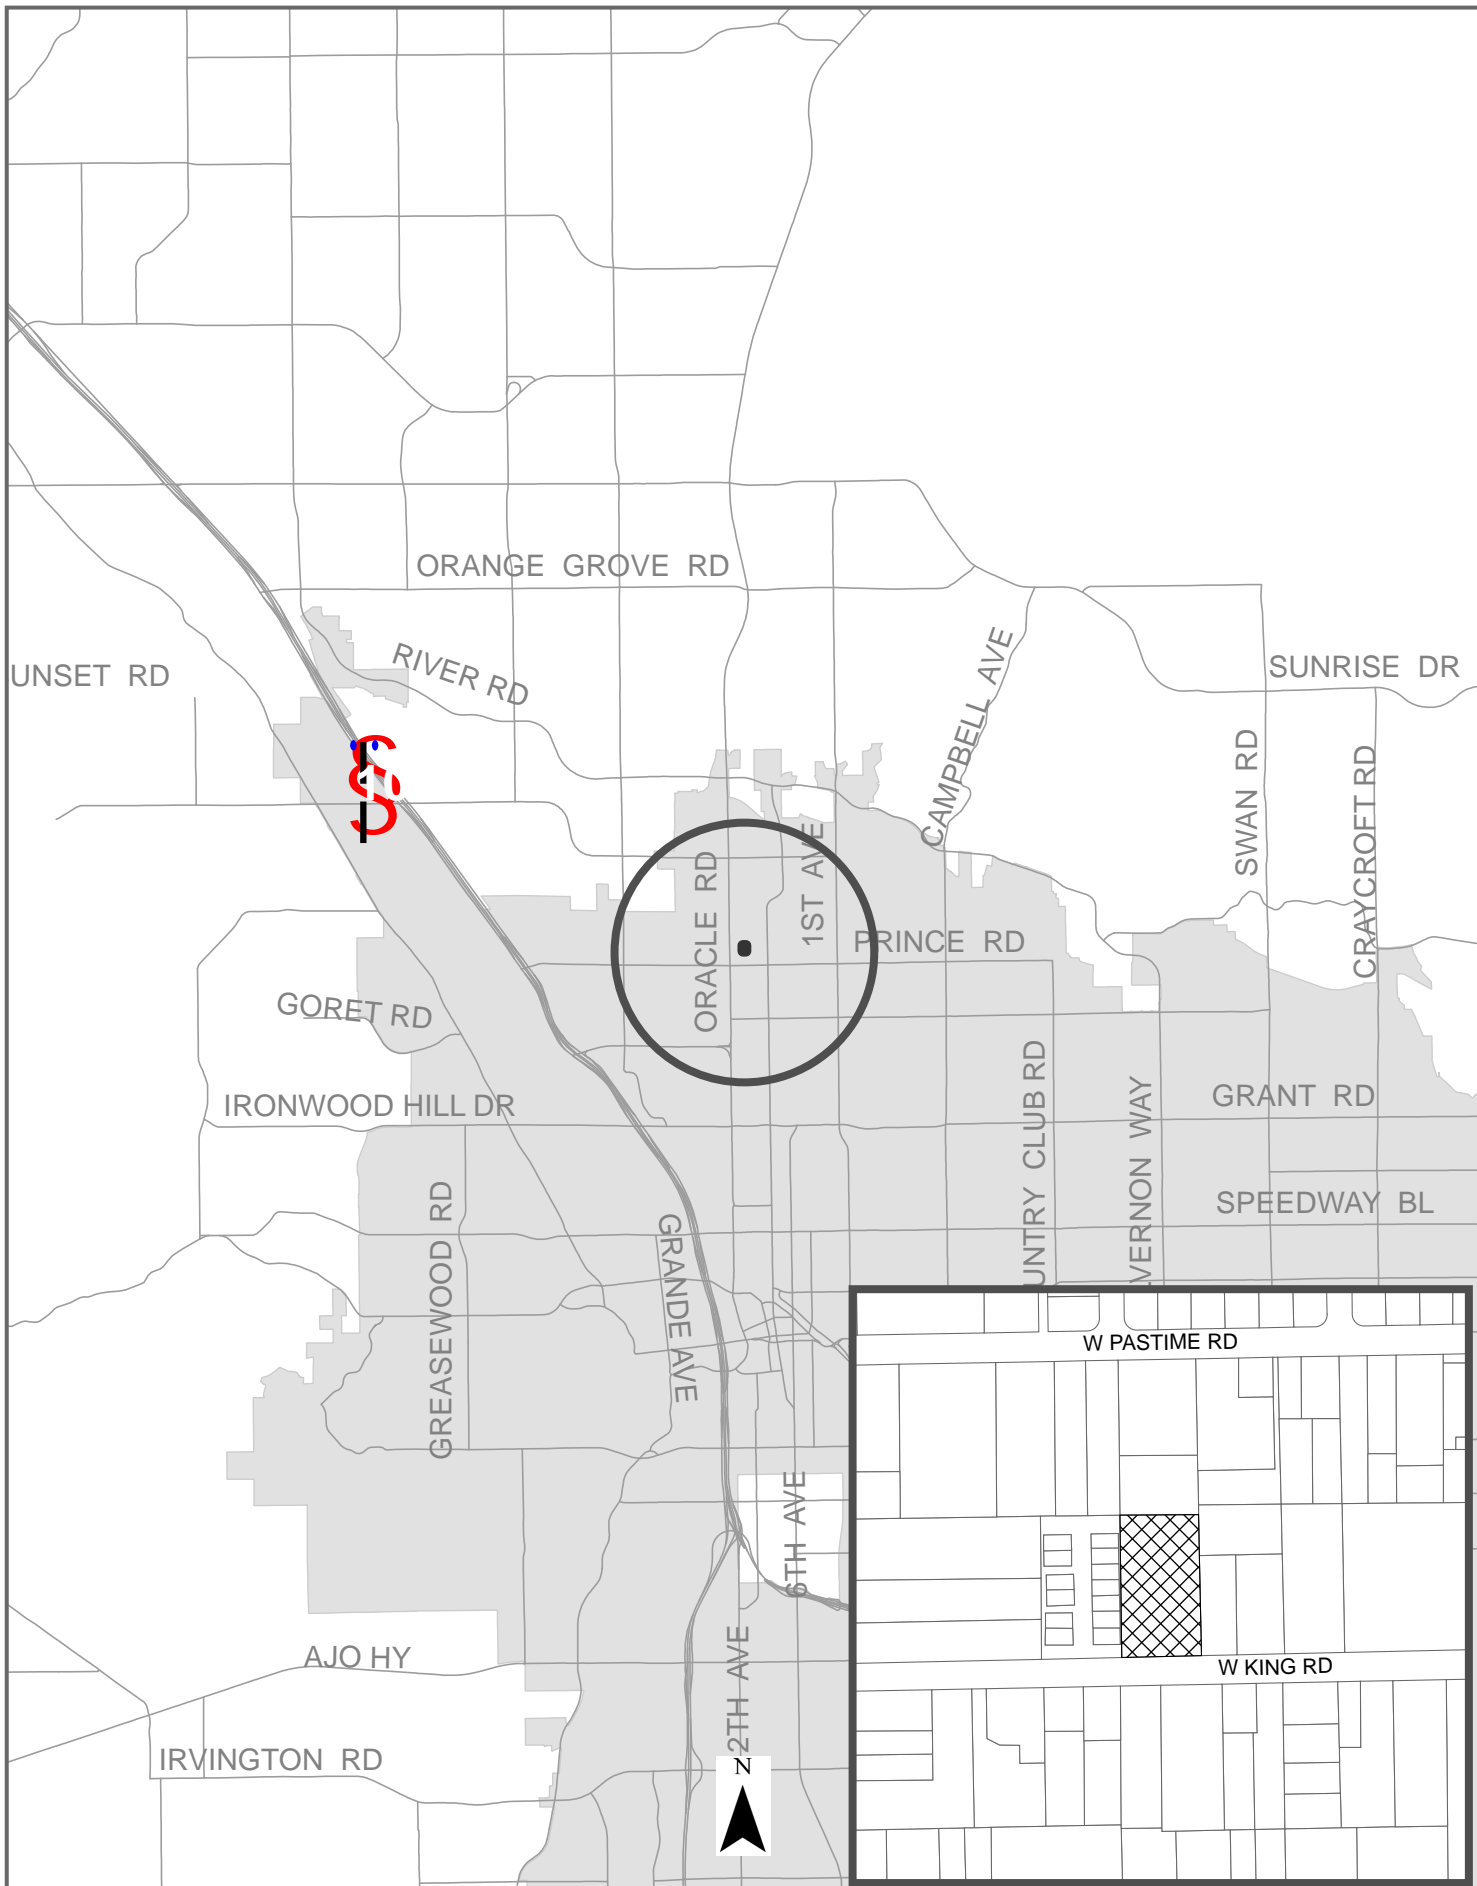 ORANGE GROVE RD
RIVER RD
UNSET RD
SUNRISE DR
CAMPBELL AVE
SWAN RD
CRAYCROFT RD
10
ORACLE RD
1ST AVE
PRINCE RD
GORET RD
IRONWOOD HILL DR
UNTRY CLUB RD
VERNON WAY
GRANT RD
SPEEDWAY BL
GREASEWOOD RD
GRANDE AVE
W PASTIME RD
6TH AVE
W KING RD
AJO HY
2TH AVE
IRVINGTON RD
N